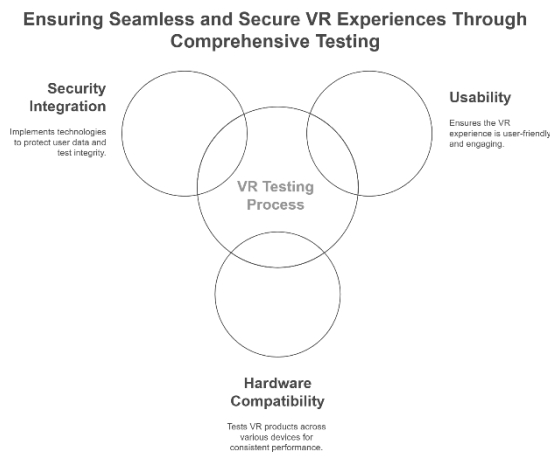 Ensuring Seamless and Secure VR Experiences Through
Comprehensive Testing
Security
Integration
Implements technologies
to protect user data and
test integrity.
Usability
Ensures the VR
experience is user-friendly
and engaging.
VR Testing
Process
Hardware
Compatibility
Tests VR products across
various devices for
consistent performance.